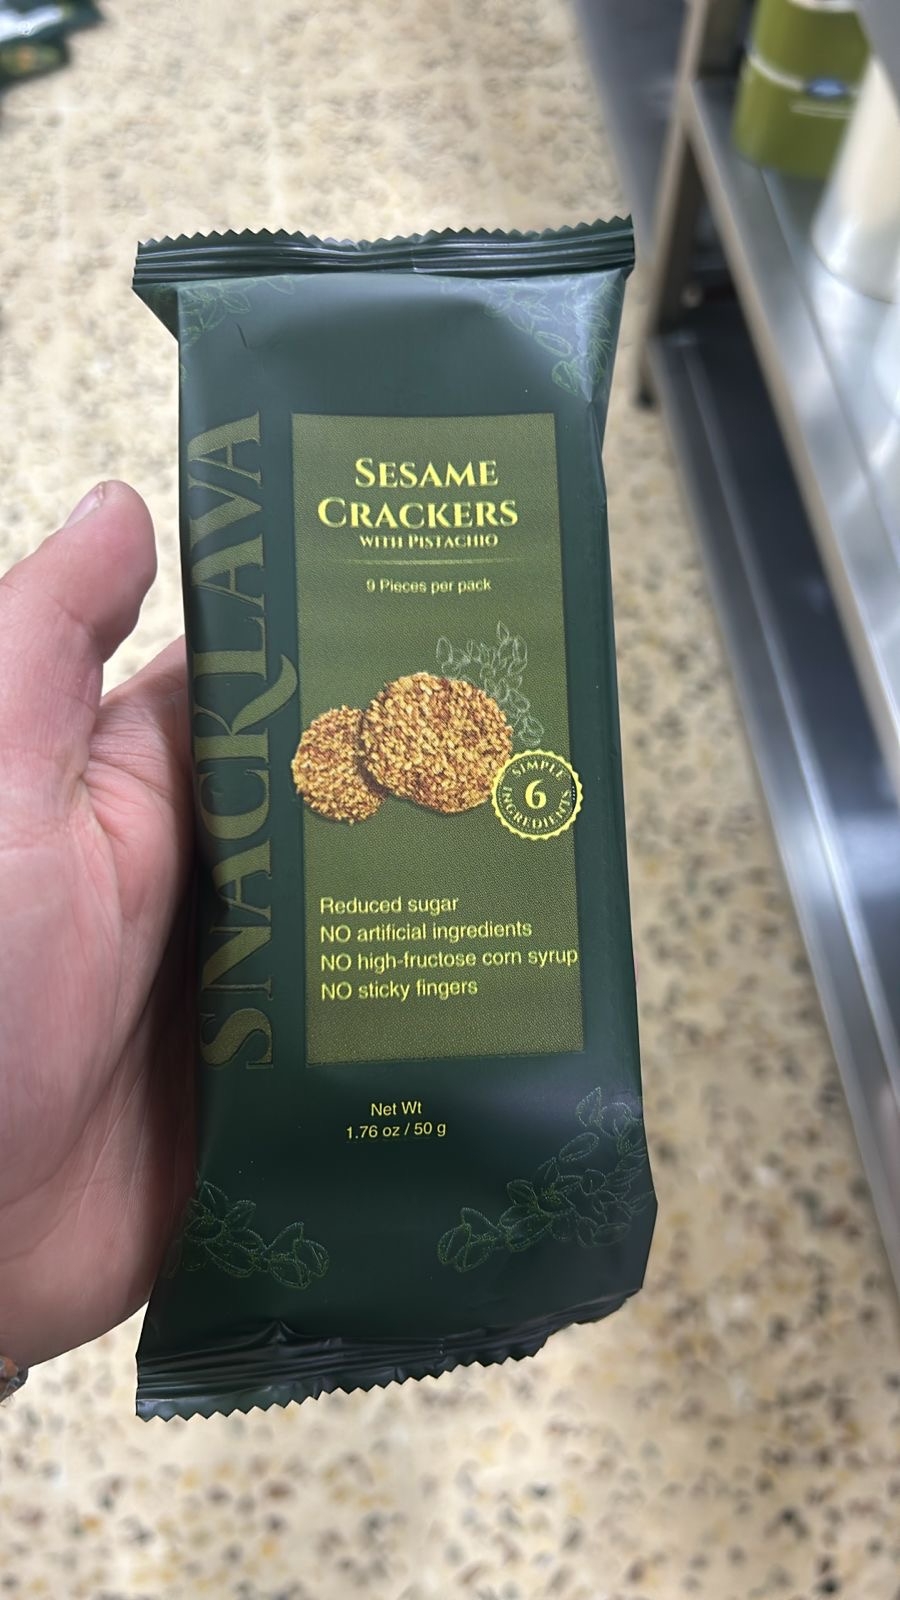 SNACKLAVA
SESAME
CRACKERS
WITH PISTACHIO
9 Pieces per pack
SIMPLE
6
INGREDIENTS
Reduced sugar
NO artificial ingredients
NO high-fructose corn syrup
NO sticky fingers
Net Wt
1.76 oz / 50 g